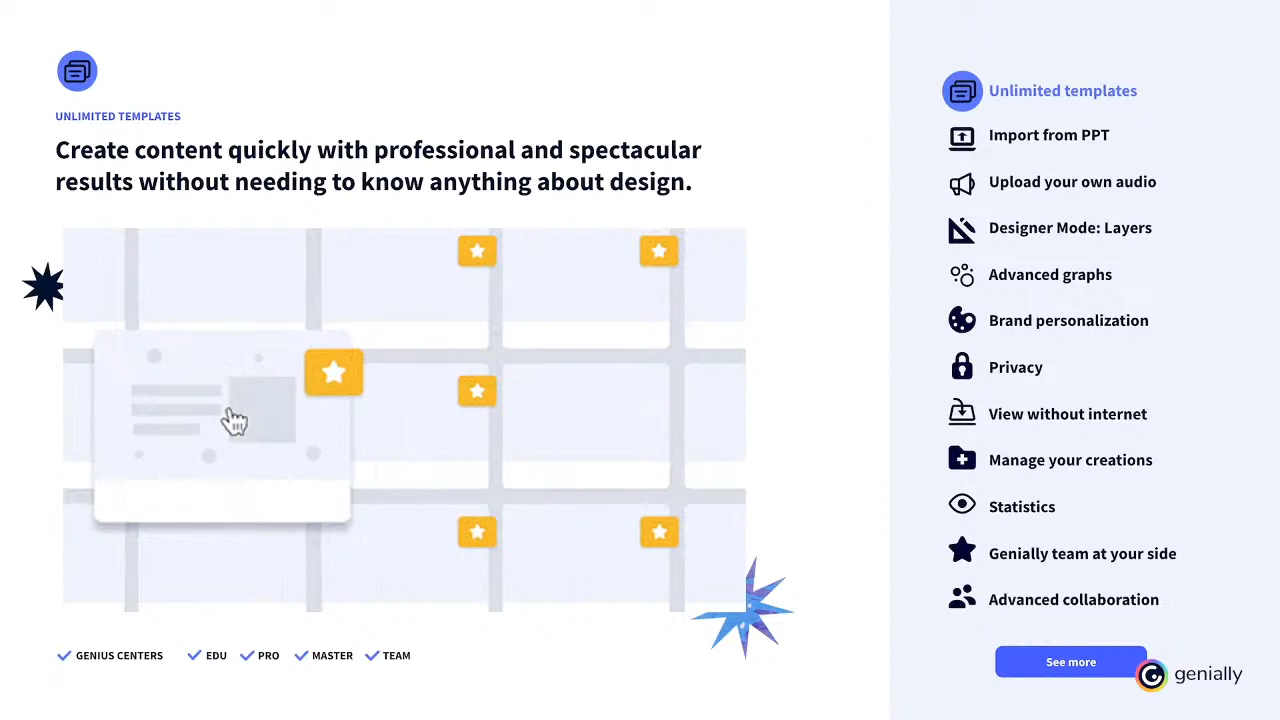 UNLIMITED TEMPLATES
Create content quickly with professional and spectacular
results without needing to know anything about design.
GENIUS CENTERS EDU PRO MASTER TEAM
Unlimited templates
Import from PPT
Upload your own audio
Designer Mode: Layers
Advanced graphs
Brand personalization
Privacy
View without internet
Manage your creations
Statistics
Genially team at your side
Advanced collaboration
See more
genially